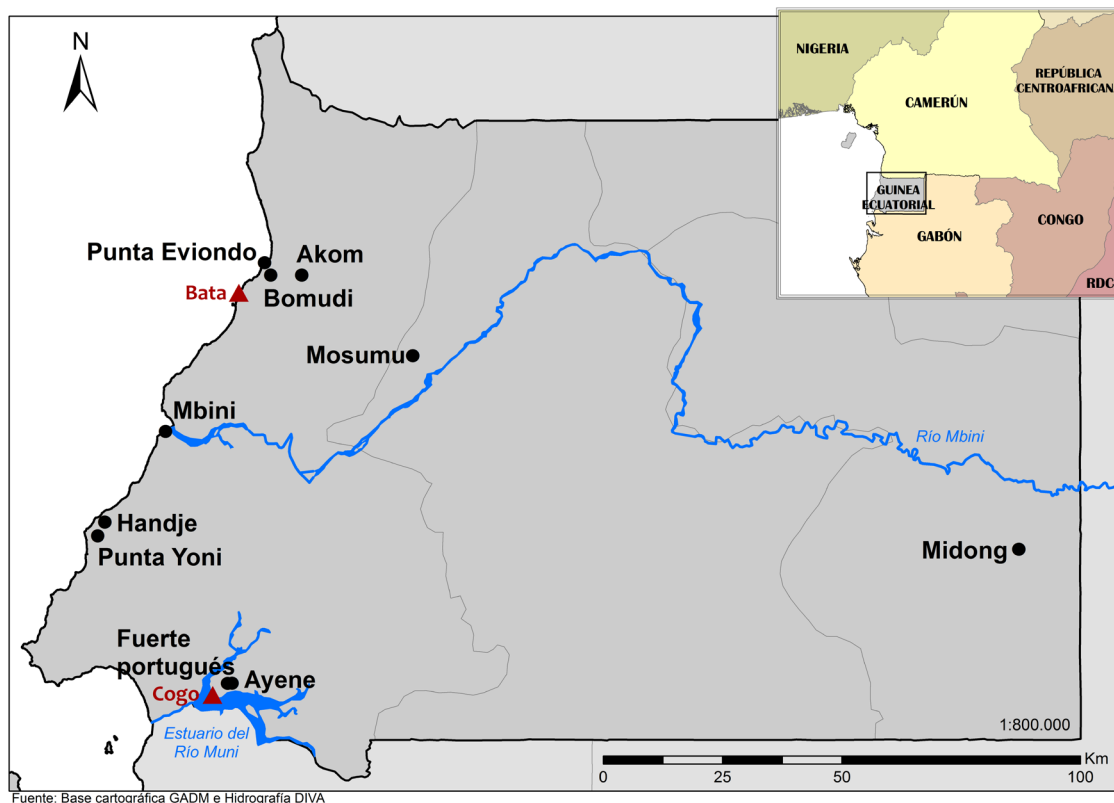 N
NIGERIA
CAMERÚN
REPÚBLICA
CENTROAFRICAN
GUINEA
ECUATORIAL
GABÓN
CONGO
RDC
Punta Eviondo
Akom
Bata
Bomudi
Mosumu
Mbini
Río Mbini
Handje
Punta Yoni
Midong
Fuerte
portugués
Ayene
Cogo
Estuario del
Río Muni
1:800.000
Km
0 25 50 100
Fuente: Base cartográfica GADM e Hidrografía DIVA